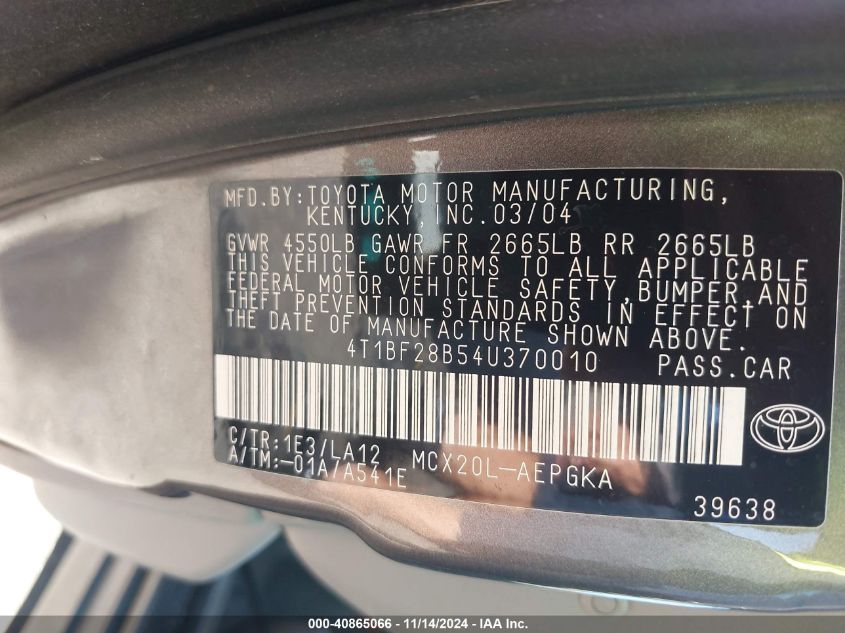 MFD.BY:TOYOTA MOTOR MANUFACTURING,
KENTUCKY,INC.03/04
GVWR 4550LB GAWR FR 2665LB RR 2665LB
THIS VEHICLE CONFORMS TO ALL APPLICABLE
FEDERAL MOTOR VEHICLE SAFETY,BUMPER,AND
THEFT PREVENTION STANDARDS IN EFFECT ON
THE DATE OF MANUFACTURE SHOWN ABOVE.
4T1BF28B54U370010 PASS.CAR
C/TR:1E3/LA12 MCX20L-AEPGKA
A/TM:-01A/A541E
39638
000-40865066 - 11/14/2024 - IAA Inc.